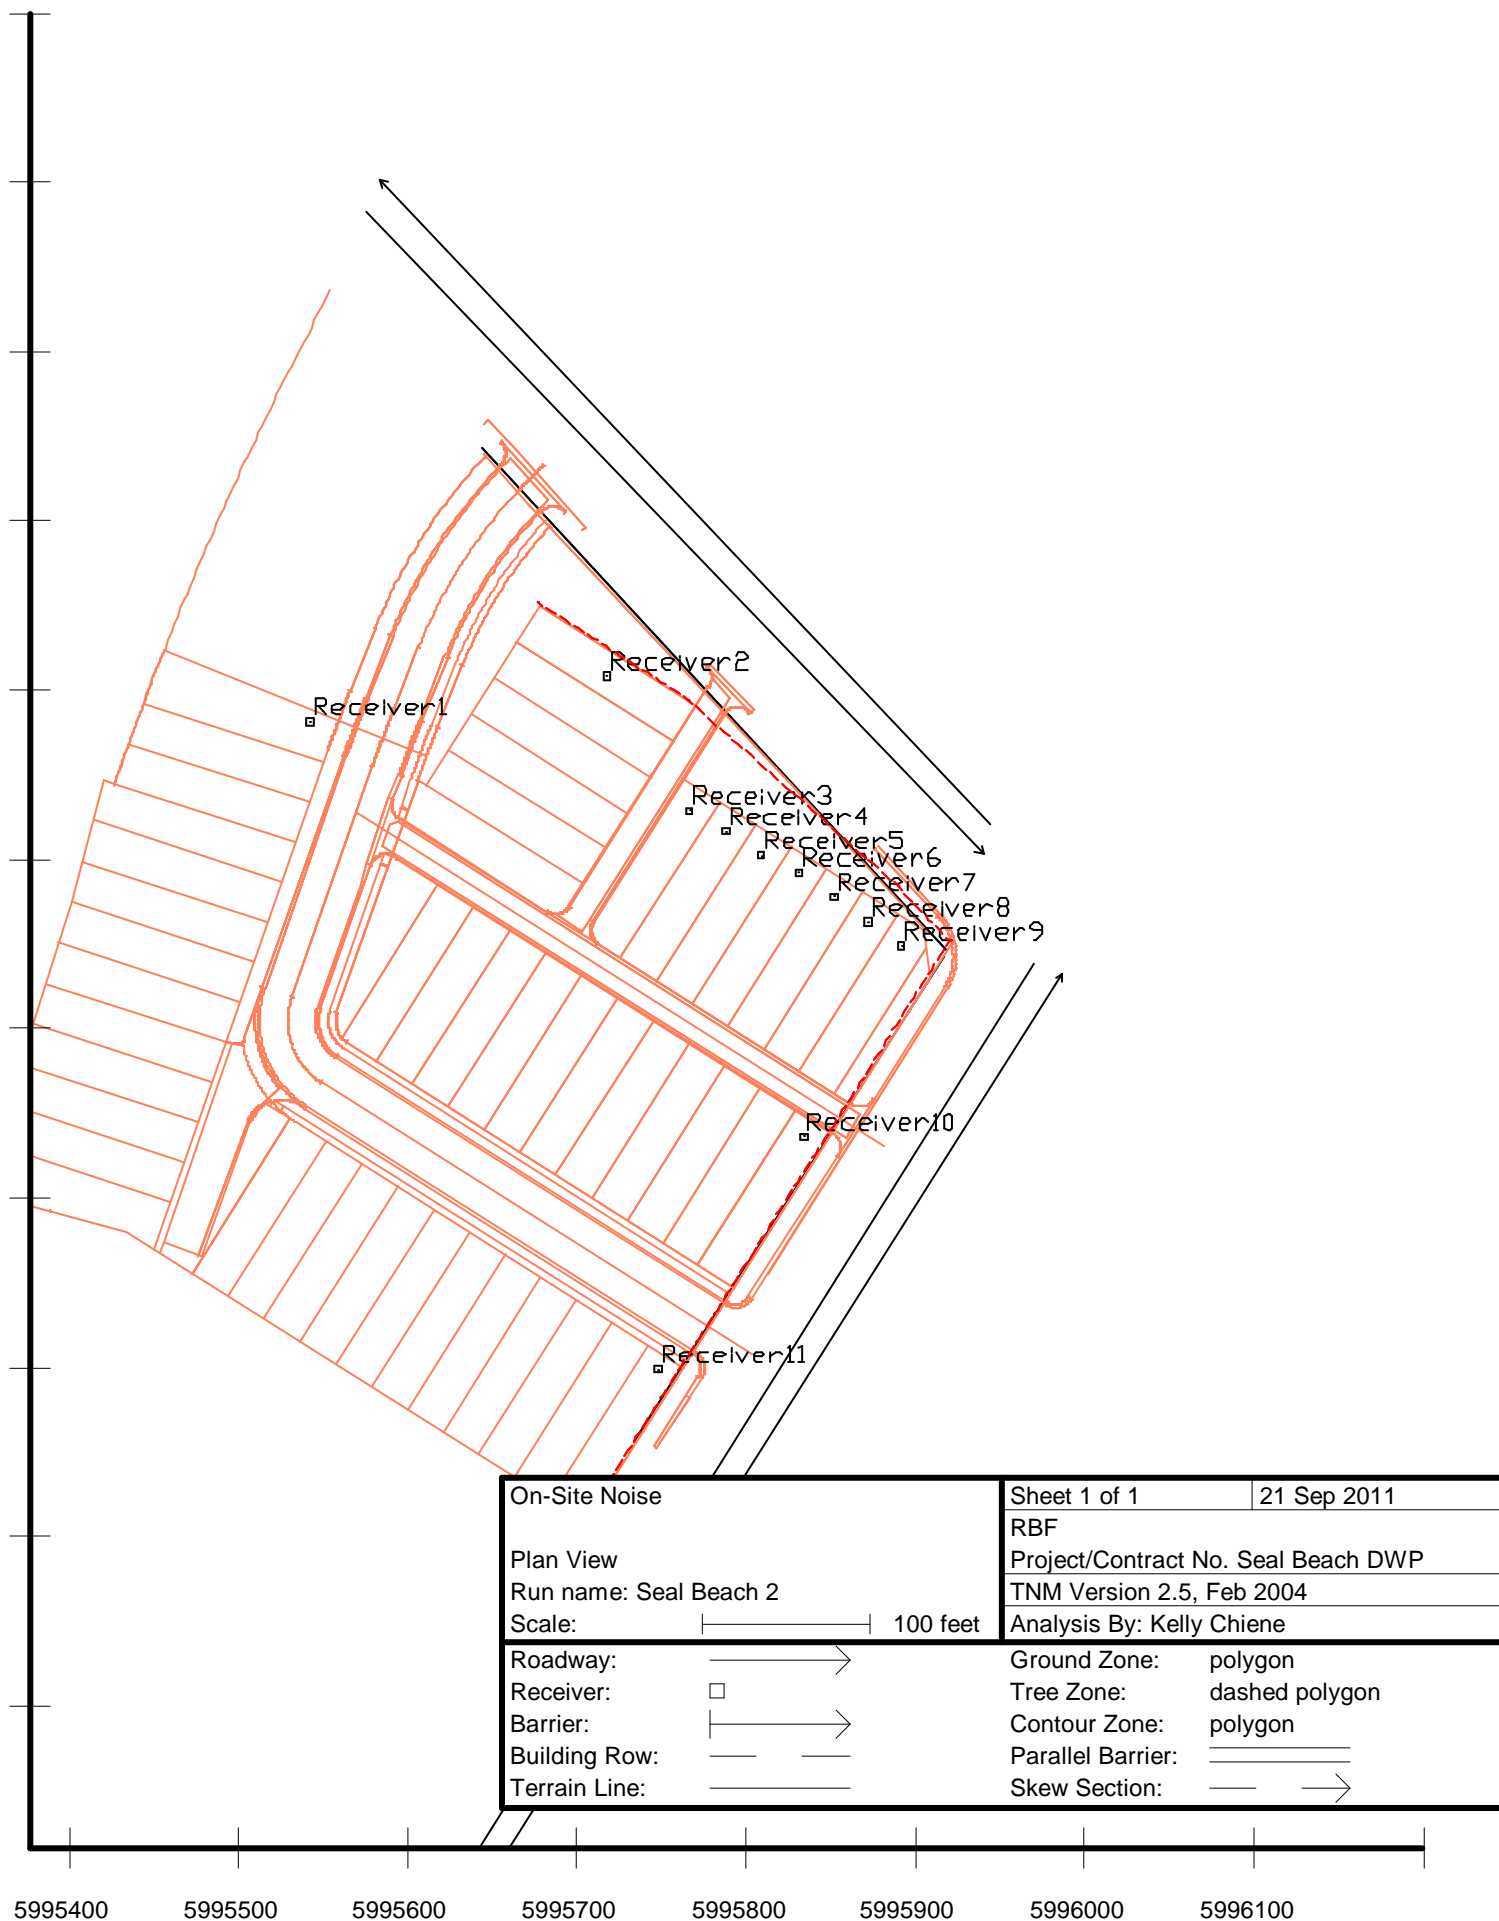 Receiver2
Receiver1
Receiver3
Receiver4
Receiver5
Receiver6
Receiver7
Receiver8
Receiver9
Receiver10
Receiver11
On-Site Noise
Plan View
Run name: Seal Beach 2
Scale: 100 feet
Sheet 1 of 1 21 Sep 2011
RBF
Project/Contract No. Seal Beach DWP
TNM Version 2.5, Feb 2004
Analysis By: Kelly Chiene
Roadway:
Receiver:
Barrier:
Building Row:
Terrain Line:
Ground Zone: polygon
Tree Zone: dashed polygon
Contour Zone: polygon
Parallel Barrier:
Skew Section:
5995400 5995500 5995600 5995700 5995800 5995900 5996000 5996100